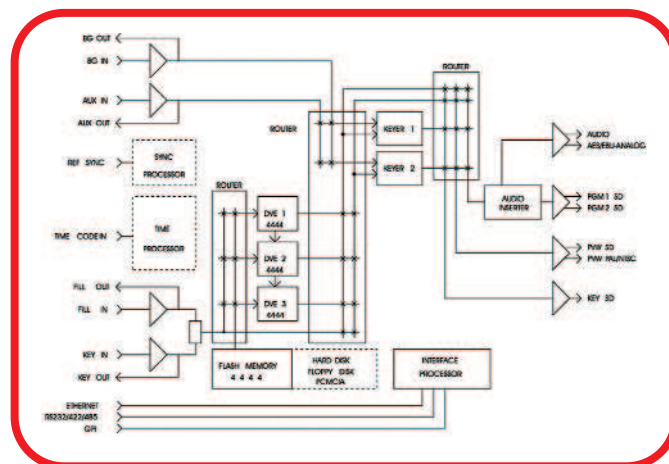 BG OUT
BG IN
AUX IN
AUX OUT
REF SYNC
SYNC
PROCESSOR
TIME CODEIN
TIME
PROCESSOR
FILL OUT
FILL IN
KEY IN
KEY OUT
ETHERNET
RS232/422/485
GPI
ROUTER
DVE 1
4444
DVE 2
4444
DVE 3
4444
FLASH MEMORY
4 4 4 4
HARD DISK
FLOPPY DISK
PCMCIA
ROUTER
KEYER 1
KEYER 2
ROUTER
INTERFACE
PROCESSOR
AUDIO
INSERTER
AUDIO
AES/EBU-ANALOG
PGM1 SD
PGM2 SD
PVW SD
PVW PAL/NTSC
KEY SD